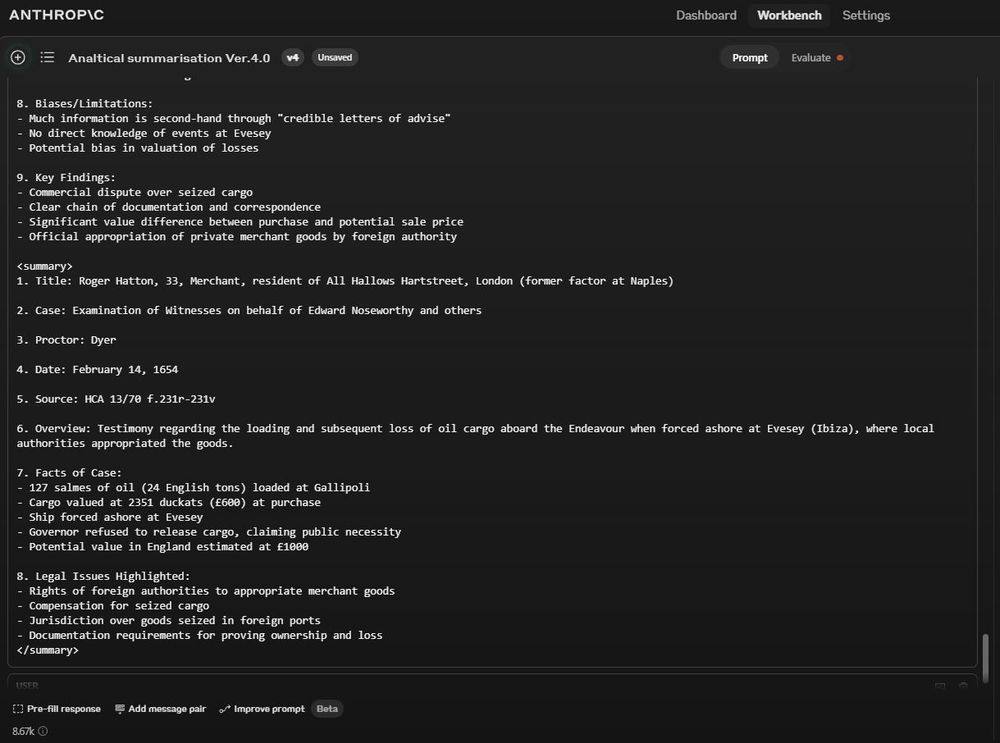 ANTHROP\C
Dashboard Workbench Settings
Analtical summarisation Ver.4.0 v4 Unsaved Prompt Evaluate
8. Biases/Limitations:
- Much information is second-hand through "credible letters of advise"
- No direct knowledge of events at Evesey
- Potential bias in valuation of losses
9. Key Findings:
- Commercial dispute over seized cargo
- Clear chain of documentation and correspondence
- Significant value difference between purchase and potential sale price
- Official appropriation of private merchant goods by foreign authority
<summary>
1. Title: Roger Hatton, 33, Merchant, resident of All Hallows Hartstreet, London (former factor at Naples)
2. Case: Examination of Witnesses on behalf of Edward Noseworthy and others
3. Proctor: Dyer
4. Date: February 14, 1654
5. Source: HCA 13/70 f.231r-231v
6. Overview: Testimony regarding the loading and subsequent loss of oil cargo aboard the Endeavour when forced ashore at Evesey (Ibiza), where local
authorities appropriated the goods.
7. Facts of Case:
- 127 salmes of oil (24 English tons) loaded at Gallipoli
- Cargo valued at 2351 duckats (£600) at purchase
- Ship forced ashore at Evesey
- Governor refused to release cargo, claiming public necessity
- Potential value in England estimated at £1000
8. Legal Issues Highlighted:
- Rights of foreign authorities to appropriate merchant goods
- Compensation for seized cargo
- Jurisdiction over goods seized in foreign ports
- Documentation requirements for proving ownership and loss
</summary>
USER
Pre-fill response Add message pair Improve prompt Beta
8.67k